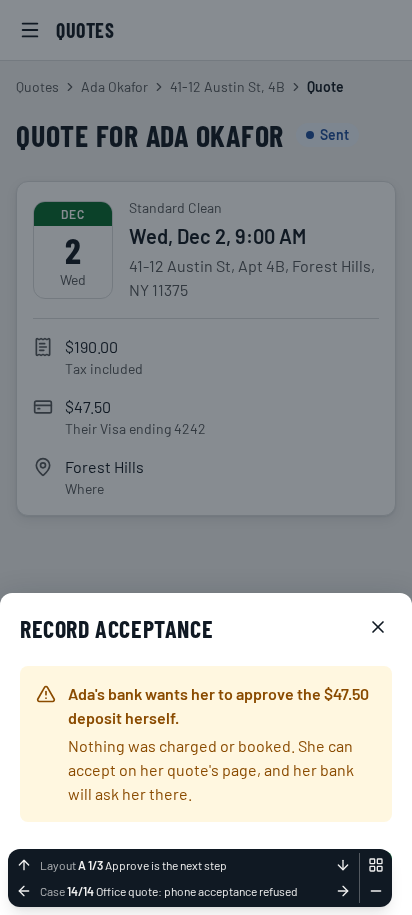 QUOTES
Quotes > Ada Okafor > 41-12 Austin St, 4B > Quote
QUOTE FOR ADA OKAFOR
Sent
DEC
2
Wed
Standard Clean
Wed, Dec 2, 9:00 AM
41-12 Austin St, Apt 4B, Forest Hills,
NY 11375
$190.00
Tax included
$47.50
Their Visa ending 4242
Forest Hills
Where
RECORD ACCEPTANCE
Ada's bank wants her to approve the $47.50
deposit herself.
Nothing was charged or booked. She can
accept on her quote's page, and her bank
will ask her there.
Layout A 1/3 Approve is the next step
Case 14/14 Office quote: phone acceptance refused